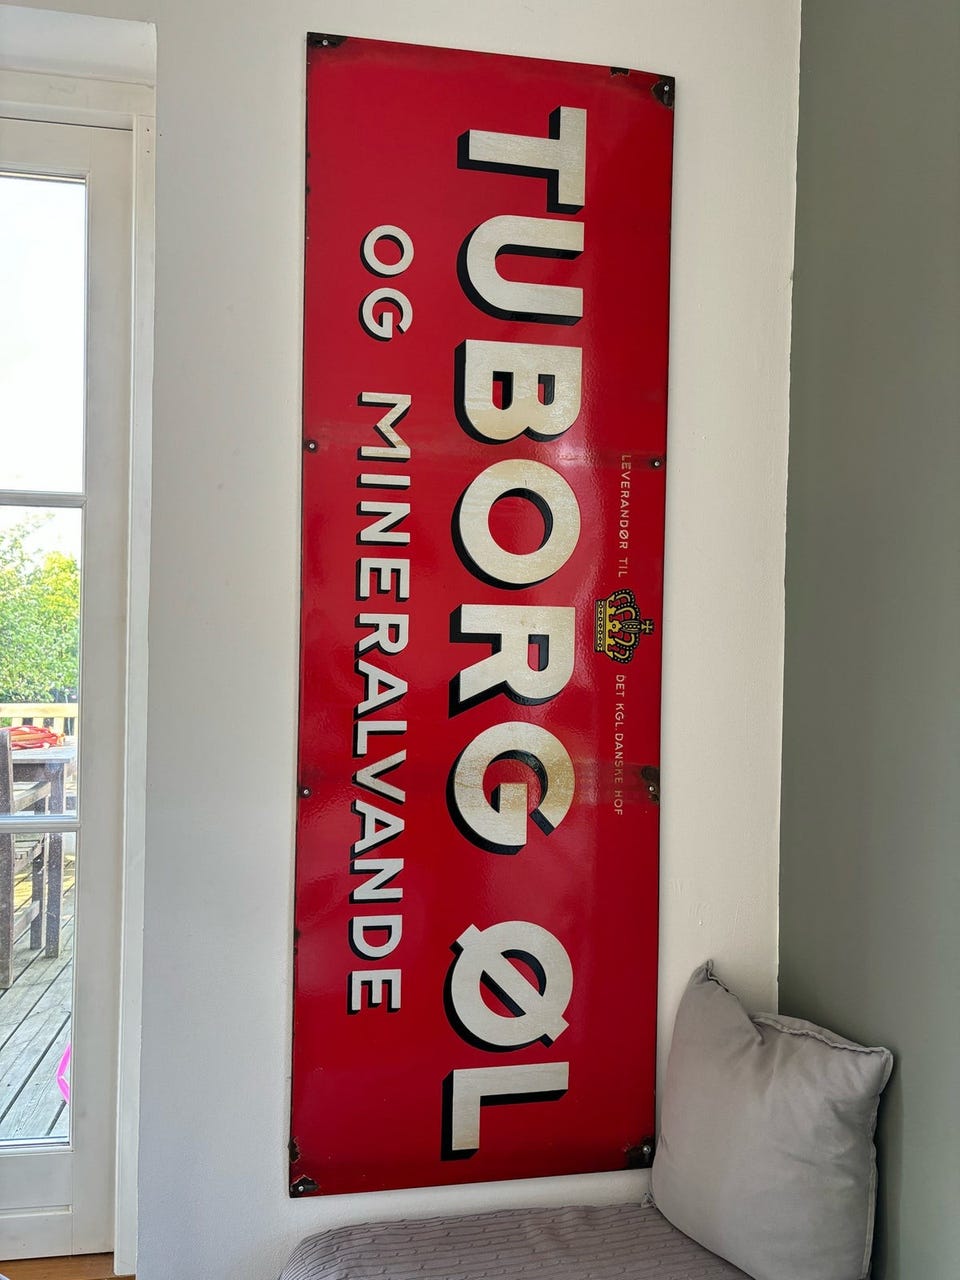 LEVERANDØR TIL DET KGL. DANSKE HOF
TUBORG ØL
OG MINERALVANDE